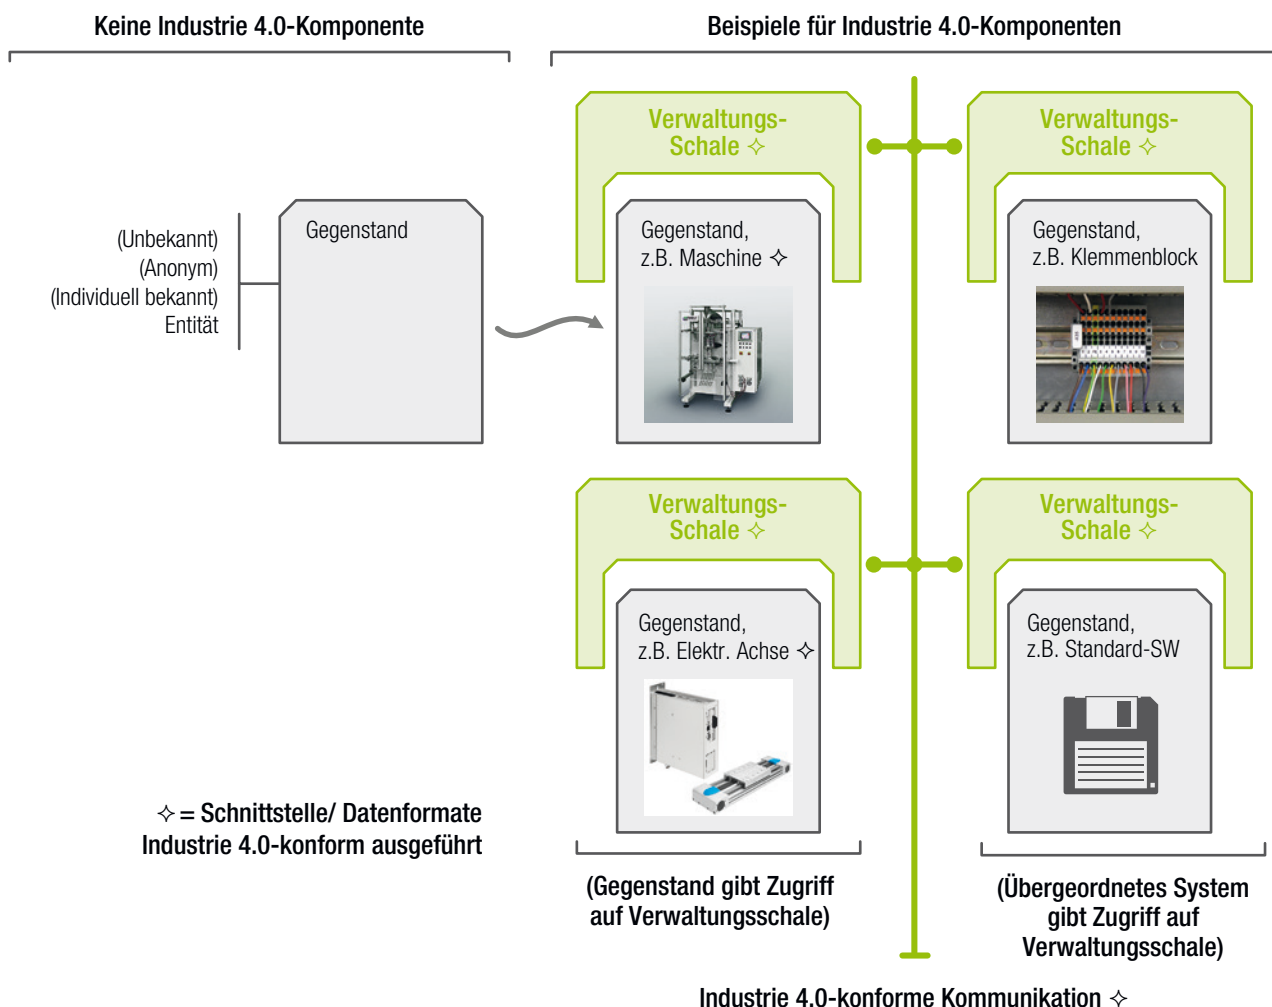 Keine Industrie 4.0-Komponente
Beispiele für Industrie 4.0-Komponenten
(Unbekannt)
(Anonym)
(Individuell bekannt)
Entität
Gegenstand
Verwaltungs-
Schale ✧
Gegenstand,
z.B. Maschine ✧
Verwaltungs-
Schale ✧
Gegenstand,
z.B. Klemmenblock
Verwaltungs-
Schale ✧
Gegenstand,
z.B. Elektr. Achse ✧
Verwaltungs-
Schale ✧
Gegenstand,
z.B. Standard-SW
✧ = Schnittstelle/ Datenformate
Industrie 4.0-konform ausgeführt
(Gegenstand gibt Zugriff
auf Verwaltungsschale)
(Übergeordnetes System
gibt Zugriff auf
Verwaltungsschale)
Industrie 4.0-konforme Kommunikation ✧